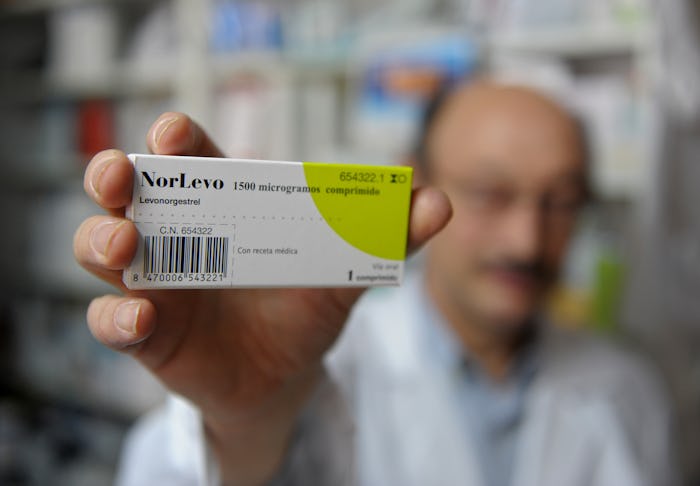 654322.1
NorLevo 1500 microgramos comprimido
Levonorgestrel
C.N. 654322
Con receta médica
8 470006 543221
Vía oral
1 comprimido